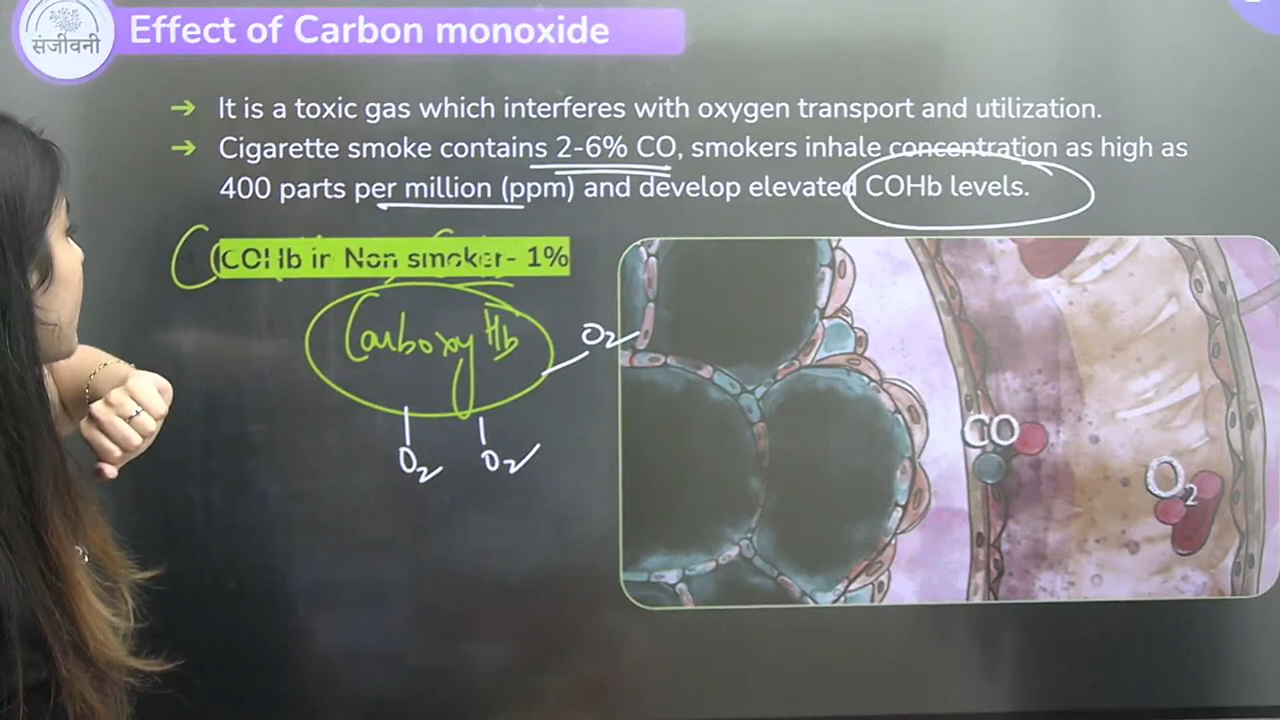 संजीवनी
Effect of Carbon monoxide
➔ It is a toxic gas which interferes with oxygen transport and utilization.
➔ Cigarette smoke contains 2-6% CO, smokers inhale concentration as high as
400 parts per million (ppm) and develop elevated COHb levels.
COHb in Non smoker- 1%
Carboxy Hb
O2
O2
O2
CO
O2